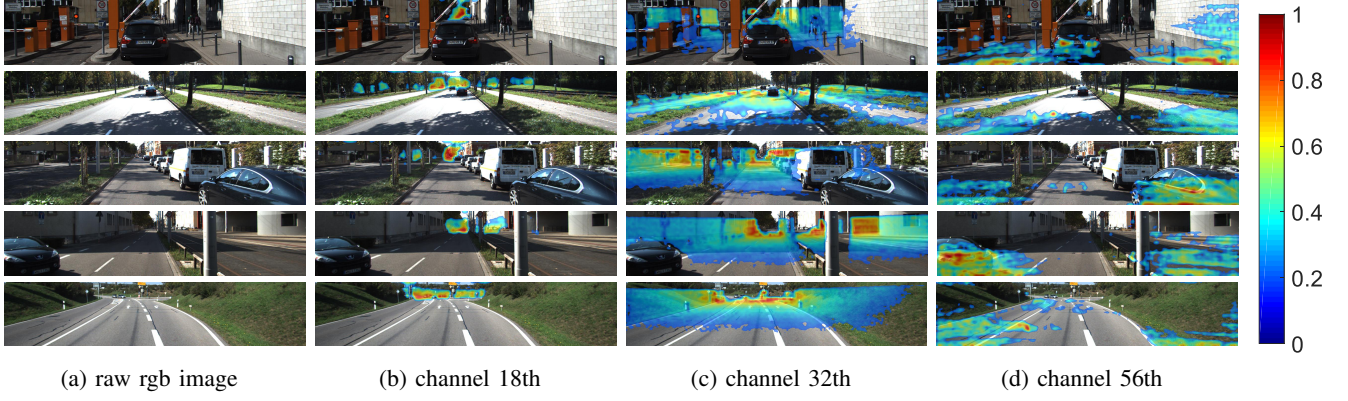 1
0.8
0.6
0.4
0.2
0
(a) raw rgb image
(b) channel 18th
(c) channel 32th
(d) channel 56th